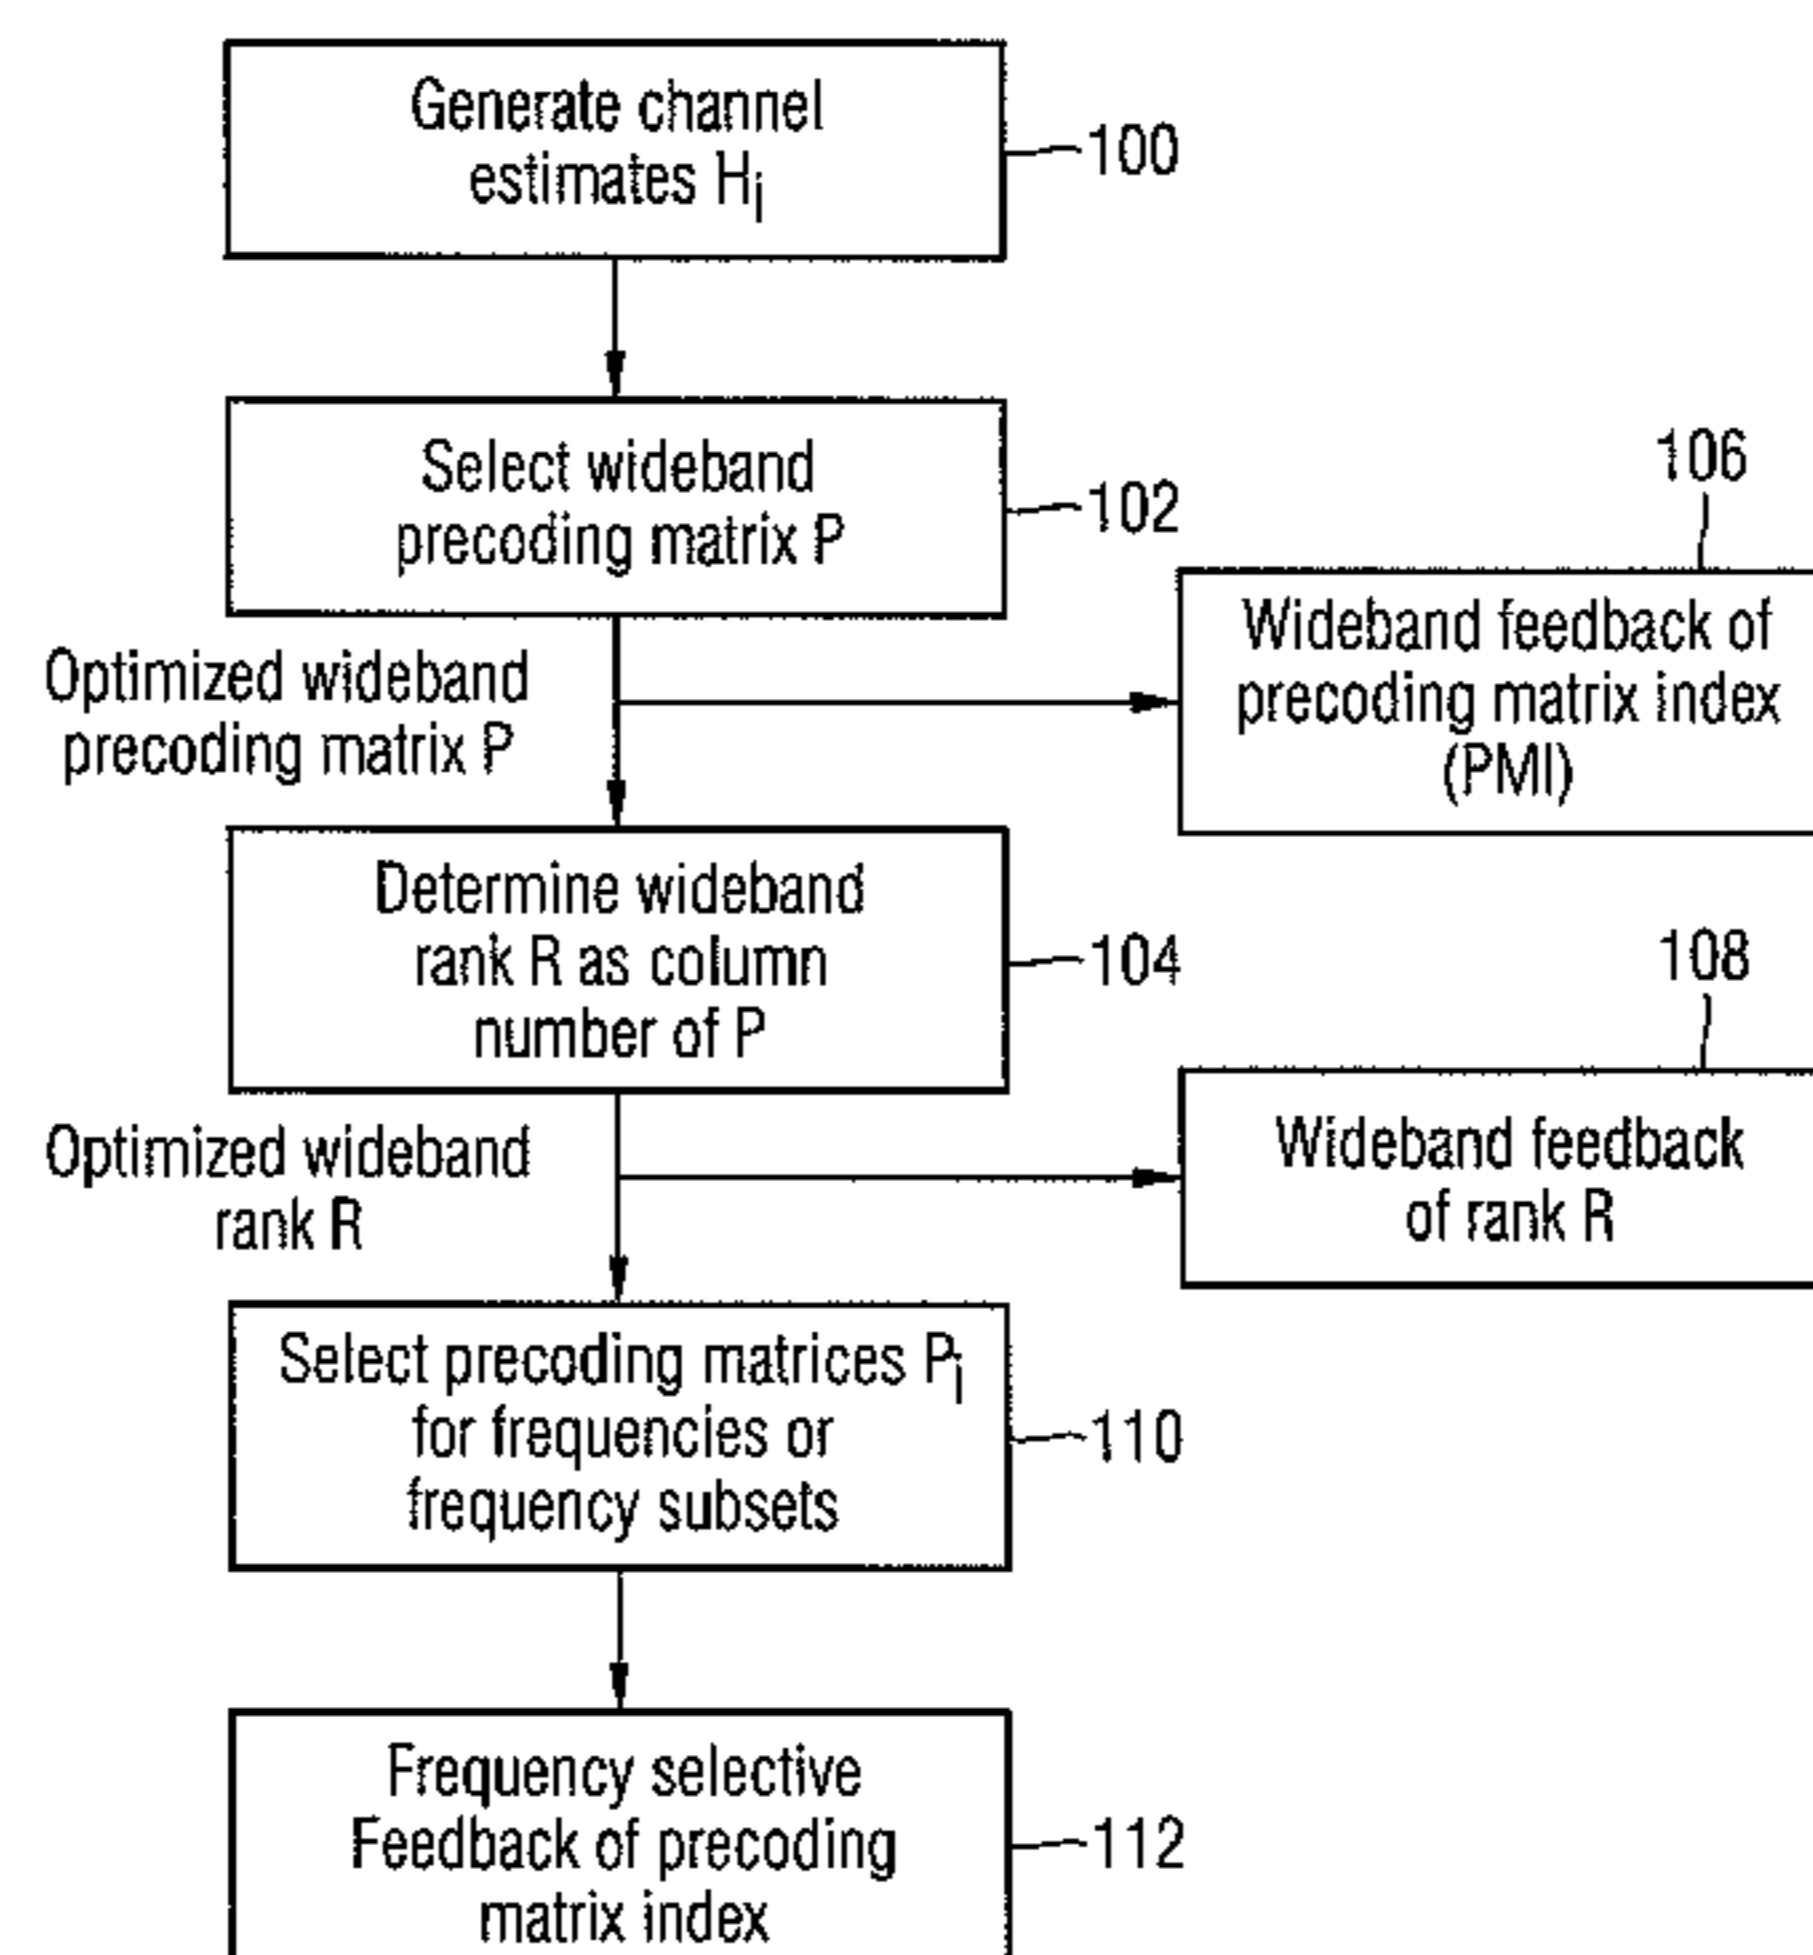 Generate channel
estimates Hi
100
Select wideband
precoding matrix P
102
106
Optimized wideband
precoding matrix P
Wideband feedback of
precoding matrix index
(PMI)
Determine wideband
rank R as column
number of P
104
108
Optimized wideband
rank R
Wideband feedback
of rank R
Select precoding matrices Pi
for frequencies or
frequency subsets
110
Frequency selective
Feedback of precoding
matrix index
112